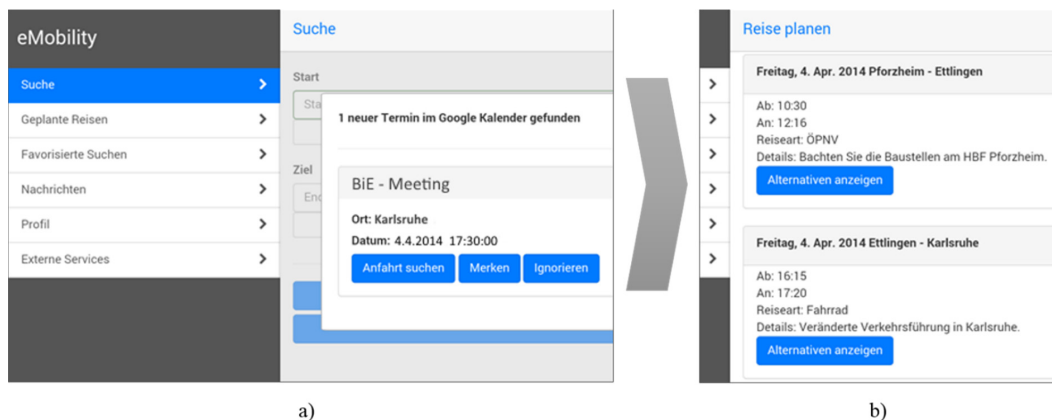 eMobility
Suche
Geplante Reisen
Favorisierte Suchen
Nachrichten
Profil
Externe Services
Suche
Start
Sta
1 neuer Termin im Google Kalender gefunden
Ziel
End
BiE - Meeting
Ort: Karlsruhe
Datum: 4.4.2014 17:30:00
Anfahrt suchen Merken Ignorieren
a)
Reise planen
Freitag, 4. Apr. 2014 Pforzheim - Ettlingen
Ab: 10:30
An: 12:16
Reiseart: ÖPNV
Details: Bachten Sie die Baustellen am HBF Pforzheim.
Alternativen anzeigen
Freitag, 4. Apr. 2014 Ettlingen - Karlsruhe
Ab: 16:15
An: 17:20
Reiseart: Fahrrad
Details: Veränderte Verkehrsführung in Karlsruhe.
Alternativen anzeigen
b)